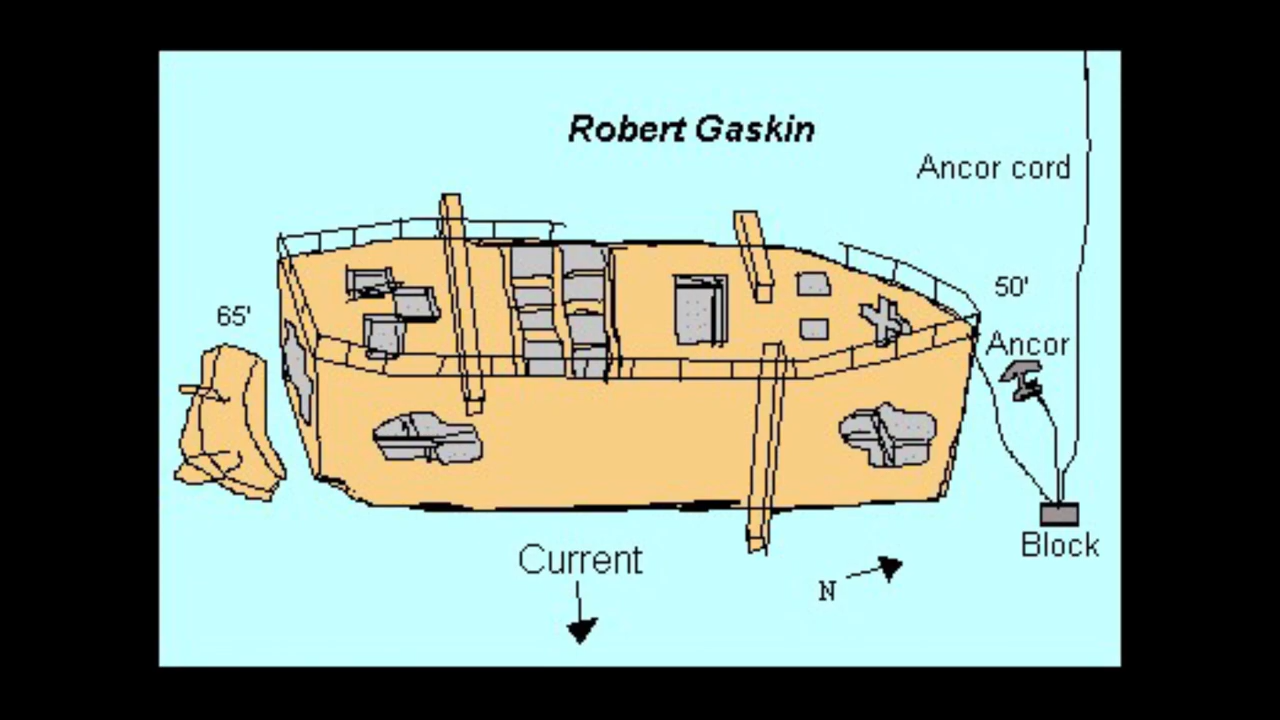 Robert Gaskin
Ancor cord
50'
65'
Ancor
Block
Current
N